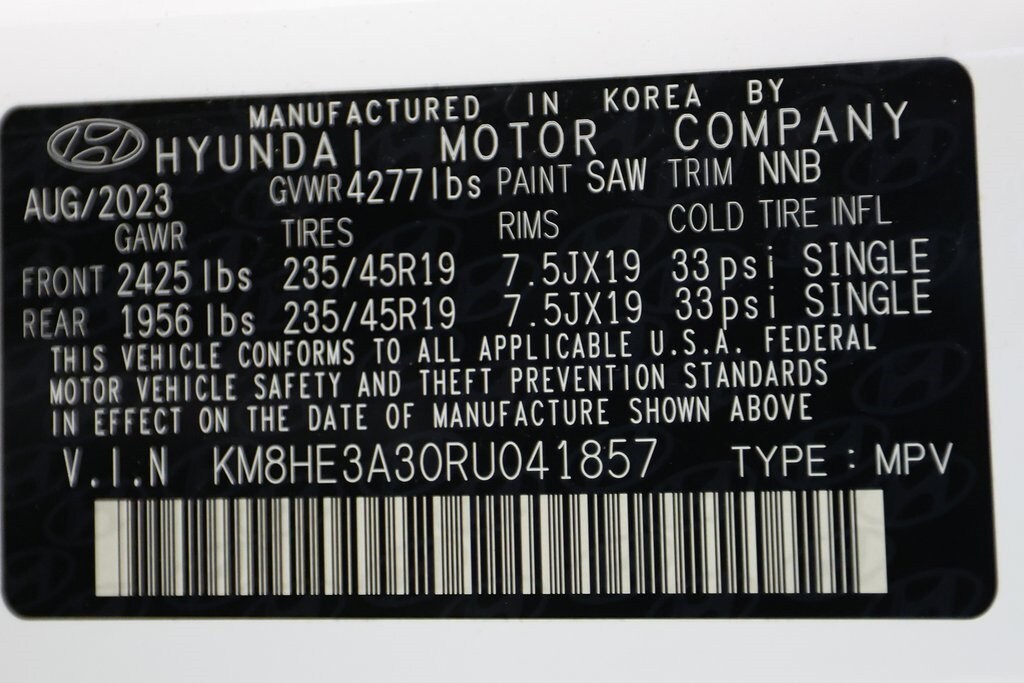 MANUFACTURED IN KOREA BY
HYUNDAI MOTOR COMPANY
AUG/2023 GVWR 4277 lbs PAINT SAW TRIM NNB
GAWR TIRES RIMS COLD TIRE INFL
FRONT 2425 lbs 235/45R19 7.5JX19 33psi SINGLE
REAR 1956 lbs 235/45R19 7.5JX19 33psi SINGLE
THIS VEHICLE CONFORMS TO ALL APPLICABLE U.S.A. FEDERAL
MOTOR VEHICLE SAFETY AND THEFT PREVENTION STANDARDS
IN EFFECT ON THE DATE OF MANUFACTURE SHOWN ABOVE
V.I.N KM8HE3A30RU041857 TYPE : MPV